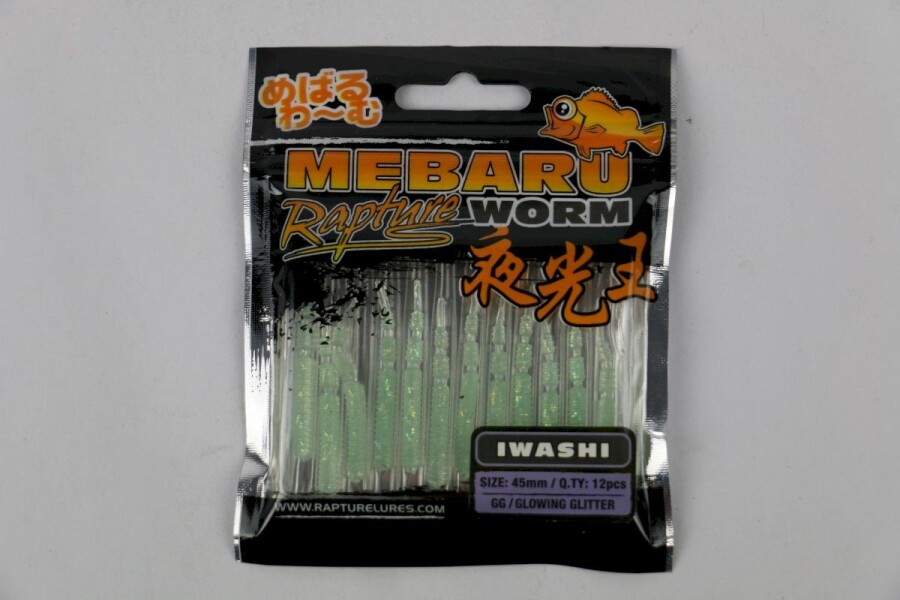 めばる
わ〜む
MEBARU
Rapture WORM
夜光王
IWASHI
SIZE: 45mm / Q.TY: 12pcs
GG / GLOWING GLITTER
WWW.RAPTURELURES.COM